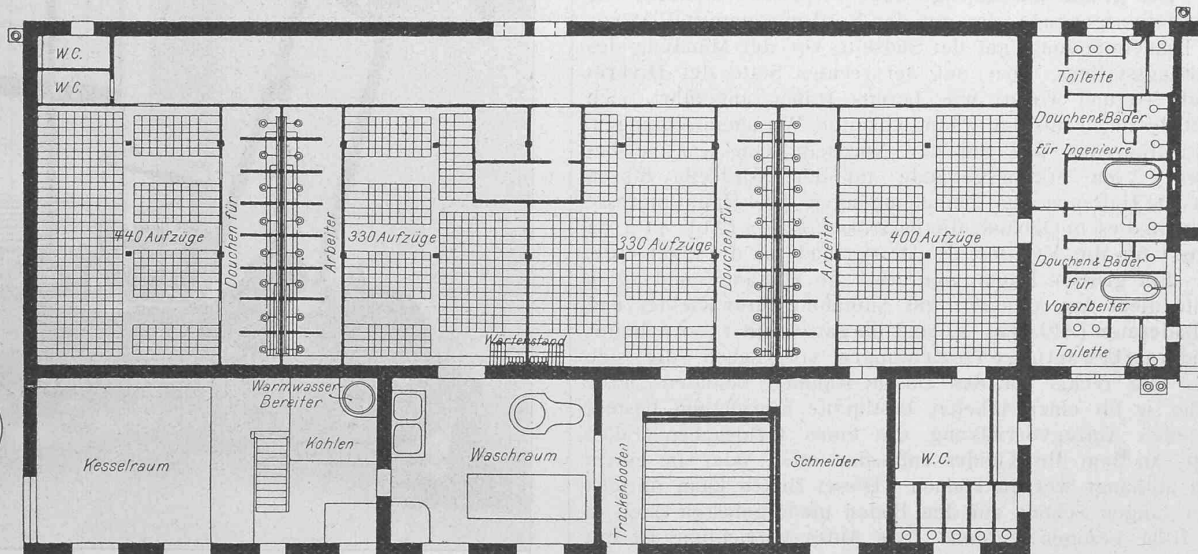 W.C.
W.C.
Toilette
Douchen & Bäder
für Ingenieure
440 Aufzüge
Douchen für
Arbeiter
330 Aufzüge
330 Aufzüge
Douchen für
Arbeiter
400 Aufzüge
Douchen & Bäder
für
Vorarbeiter
Toilette
Wärterstand
Warmwasser-
Bereiter
Kohlen
Kesselraum
Waschraum
Trockenboden
Schneider
W.C.